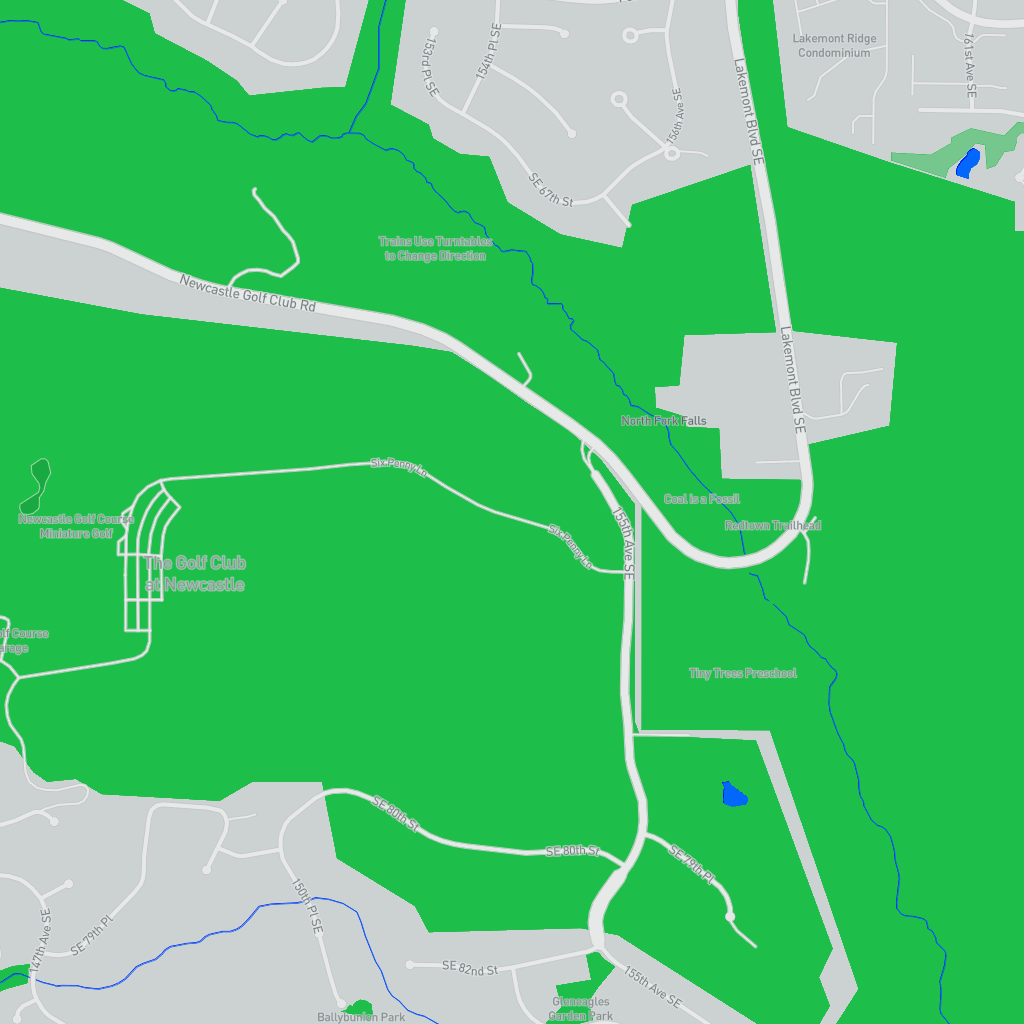 Lakemont Ridge
Condominium
161st Ave SE
153rd Pl SE
154th Pl SE
156th Ave SE
Lakemont Blvd SE
SE 67th St
Trains Use Turntables
to Change Direction
Newcastle Golf Club Rd
Lakemont Blvd SE
North Fork Falls
Six Penny Ln
Coal is a Fossil
Redtown Trailhead
Newcastle Golf Course
Miniature Golf
155th Ave SE
Six Penny Ln
The Golf Club
at Newcastle
olf Course
arage
Tiny Trees Preschool
SE 80th St
SE 80th St
SE 79th Pl
150th Pl SE
147th Ave SE
SE 79th Pl
SE 82nd St
155th Ave SE
Gleneagles
Garden Park
Ballybunion Park